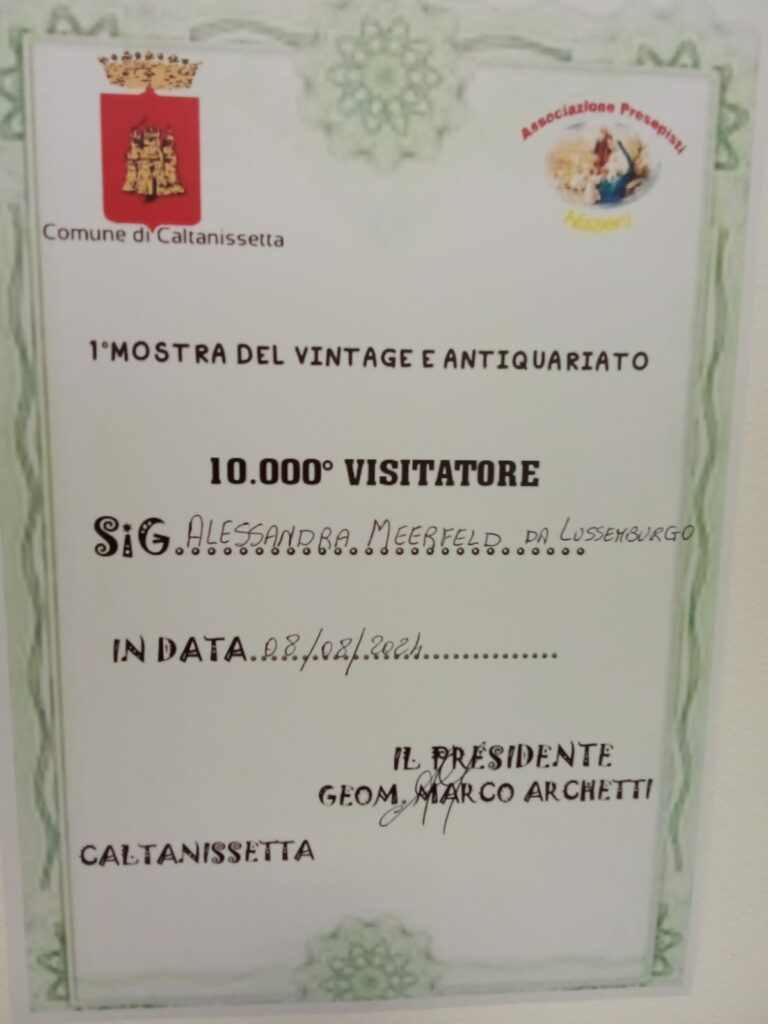 Comune di Caltanissetta
Associazione Presepisti
Nisseni
1°MOSTRA DEL VINTAGE E ANTIQUARIATO
10.000° VISITATORE
SiG. ALESSANDRA MEERFELD DA LUSSEMBURGO
IN DATA 08/08/2024
IL PRESIDENTE
GEOM. MARCO ARCHETTI
CALTANISSETTA